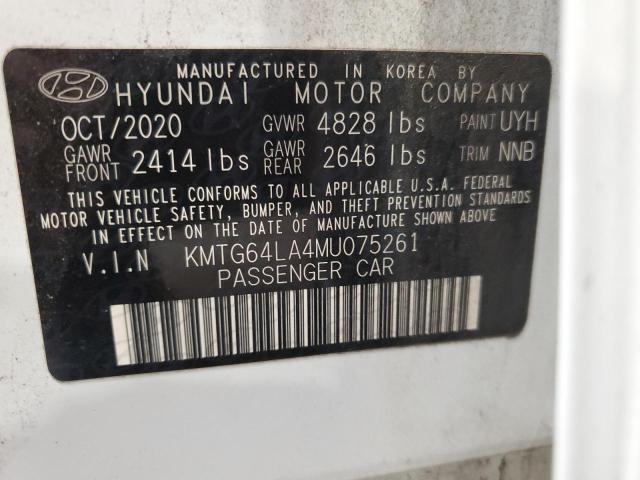 MANUFACTURED IN KOREA BY
HYUNDAI MOTOR COMPANY
OCT/2020 GVWR 4828 lbs PAINT UYH
GAWR FRONT 2414 lbs GAWR REAR 2646 lbs TRIM NNB
THIS VEHICLE CONFORMS TO ALL APPLICABLE U.S.A. FEDERAL
MOTOR VEHICLE SAFETY, BUMPER, AND THEFT PREVENTION STANDARDS
IN EFFECT ON THE DATE OF MANUFACTURE SHOWN ABOVE.
V.I.N KMTG64LA4MU075261
PASSENGER CAR